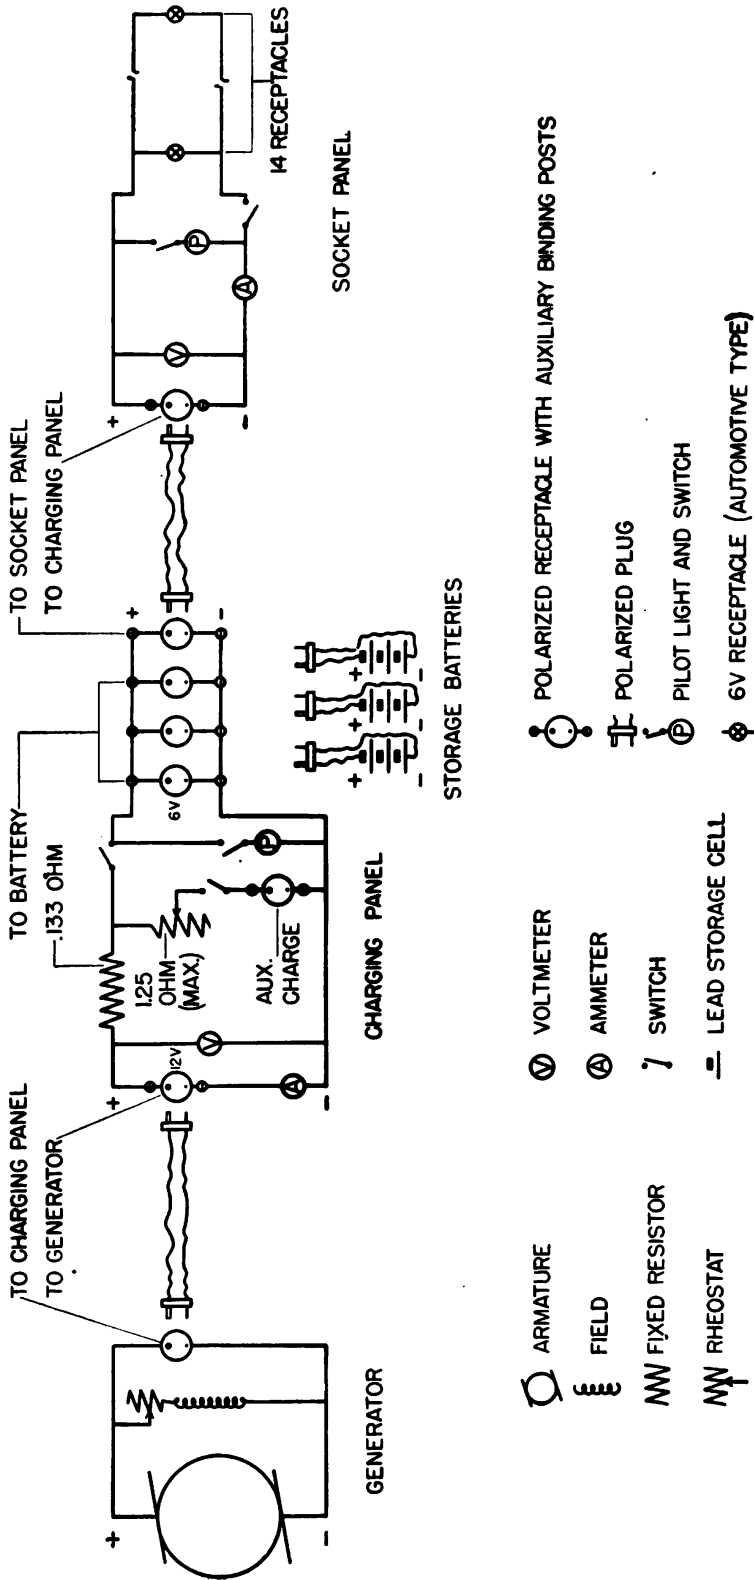 TO CHARGING PANEL
TO GENERATOR
+
-
GENERATOR
TO BATTERY
.133 OHM
+
12V
V
A
-
1.25
OHM
(MAX.)
AUX.
CHARGE
P
CHARGING PANEL
6V
+
-
TO SOCKET PANEL
TO CHARGING PANEL
+ + +
- - -
STORAGE BATTERIES
+
-
V
A
P
14 RECEPTACLES
SOCKET PANEL
ARMATURE
FIELD
FIXED RESISTOR
RHEOSTAT
V VOLTMETER
A AMMETER
SWITCH
LEAD STORAGE CELL
POLARIZED RECEPTACLE WITH AUXILIARY BINDING POSTS
POLARIZED PLUG
P PILOT LIGHT AND SWITCH
6V RECEPTACLE (AUTOMOTIVE TYPE)